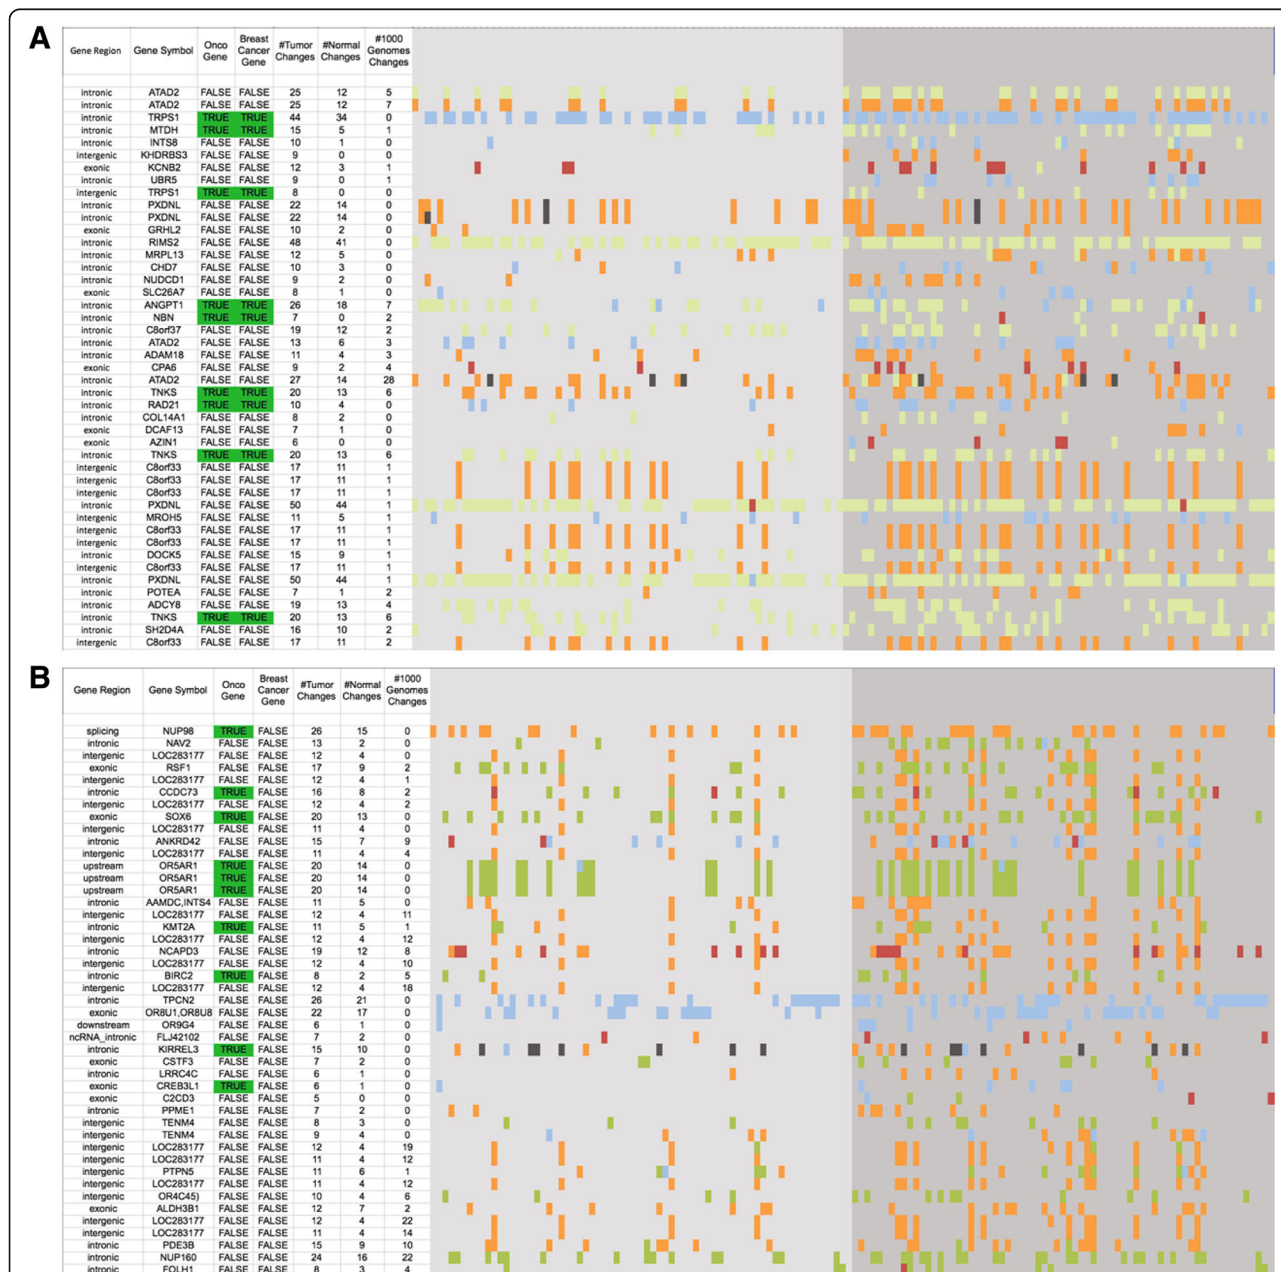 A
Gene Region Gene Symbol Onco Gene Breast Cancer Gene #Tumor Changes #Normal Changes #1000 Genomes Changes
intronic ATAD2 FALSE FALSE 25 12 5
intronic ATAD2 FALSE FALSE 25 12 7
intronic TRPS1 TRUE TRUE 44 34 0
intronic MTDH TRUE TRUE 15 5 1
intronic INTS8 FALSE FALSE 10 1 0
intergenic KHDRBS3 FALSE FALSE 9 0 0
exonic KCNB2 FALSE FALSE 12 3 1
intronic UBR5 FALSE FALSE 9 0 1
intergenic TRPS1 TRUE TRUE 8 0 0
intronic PXDNL FALSE FALSE 22 14 0
intronic PXDNL FALSE FALSE 22 14 0
exonic GRHL2 FALSE FALSE 10 2 0
intronic RIMS2 FALSE FALSE 48 41 0
intronic MRPL13 FALSE FALSE 12 5 0
intronic CHD7 FALSE FALSE 10 3 0
intronic NUDCD1 FALSE FALSE 9 2 0
exonic SLC26A7 FALSE FALSE 8 1 0
intronic ANGPT1 TRUE TRUE 26 18 7
intronic NBN TRUE TRUE 7 0 2
intronic C8orf37 FALSE FALSE 19 12 2
intronic ATAD2 FALSE FALSE 13 6 3
intronic ADAM18 FALSE FALSE 11 4 3
exonic CPA6 FALSE FALSE 9 2 4
intronic ATAD2 FALSE FALSE 27 14 28
intronic TNKS TRUE TRUE 20 13 6
intronic RAD21 TRUE TRUE 10 4 0
intronic COL14A1 FALSE FALSE 8 2 0
exonic DCAF13 FALSE FALSE 7 1 0
exonic AZIN1 FALSE FALSE 6 0 0
intronic TNKS TRUE TRUE 20 13 6
intergenic C8orf33 FALSE FALSE 17 11 1
intergenic C8orf33 FALSE FALSE 17 11 1
intergenic C8orf33 FALSE FALSE 17 11 1
intronic PXDNL FALSE FALSE 50 44 1
intergenic MROH5 FALSE FALSE 11 5 1
intergenic C8orf33 FALSE FALSE 17 11 1
intergenic C8orf33 FALSE FALSE 17 11 1
intronic DOCK5 FALSE FALSE 15 9 1
intergenic C8orf33 FALSE FALSE 17 11 1
intronic PXDNL FALSE FALSE 50 44 1
intronic POTEA FALSE FALSE 7 1 2
intronic ADCY8 FALSE FALSE 19 13 4
intronic TNKS TRUE TRUE 20 13 6
intronic SH2D4A FALSE FALSE 16 10 2
intergenic C8orf33 FALSE FALSE 17 11 2
B
Gene Region Gene Symbol Onco Gene Breast Cancer Gene #Tumor Changes #Normal Changes #1000 Genomes Changes
splicing NUP98 TRUE FALSE 26 15 0
intronic NAV2 FALSE FALSE 13 2 0
intergenic LOC283177 FALSE FALSE 12 4 0
exonic RSF1 FALSE FALSE 17 9 2
intergenic LOC283177 FALSE FALSE 12 4 1
intronic CCDC73 TRUE FALSE 16 8 2
intergenic LOC283177 FALSE FALSE 12 4 2
exonic SOX6 TRUE FALSE 20 13 0
intergenic LOC283177 FALSE FALSE 11 4 0
intronic ANKRD42 FALSE FALSE 15 7 9
intergenic LOC283177 FALSE FALSE 11 4 4
upstream OR5AR1 TRUE FALSE 20 14 0
upstream OR5AR1 TRUE FALSE 20 14 0
upstream OR5AR1 TRUE FALSE 20 14 0
intronic AAMDC,INTS4 FALSE FALSE 11 5 0
intergenic LOC283177 FALSE FALSE 12 4 11
intronic KMT2A TRUE FALSE 11 5 1
intergenic LOC283177 FALSE FALSE 12 4 12
intronic NCAPD3 FALSE FALSE 19 12 8
intergenic LOC283177 FALSE FALSE 12 4 10
intronic BIRC2 TRUE FALSE 8 2 5
intergenic LOC283177 FALSE FALSE 12 4 18
intronic TPCN2 FALSE FALSE 26 21 0
exonic OR8U1,OR8U8 FALSE FALSE 22 17 0
downstream OR9G4 FALSE FALSE 6 1 0
ncRNA_intronic FLJ42102 FALSE FALSE 7 2 0
intronic KIRREL3 TRUE FALSE 15 10 0
exonic CSTF3 FALSE FALSE 7 2 0
intronic LRRC4C FALSE FALSE 6 1 0
exonic CREB3L1 TRUE FALSE 6 1 0
exonic C2CD3 FALSE FALSE 5 0 0
intronic PPME1 FALSE FALSE 7 2 0
intergenic TENM4 FALSE FALSE 8 3 0
intergenic TENM4 FALSE FALSE 9 4 0
intergenic LOC283177 FALSE FALSE 12 4 19
intergenic LOC283177 FALSE FALSE 11 4 12
intergenic PTPN5 FALSE FALSE 11 6 1
intergenic LOC283177 FALSE FALSE 11 4 12
intergenic OR4C45) FALSE FALSE 10 4 6
exonic ALDH3B1 FALSE FALSE 12 7 2
intergenic LOC283177 FALSE FALSE 12 4 22
intergenic LOC283177 FALSE FALSE 11 4 14
intronic PDE3B FALSE FALSE 15 9 10
intronic NUP160 FALSE FALSE 24 16 22
intronic FOLH1 FALSE FALSE 8 3 4